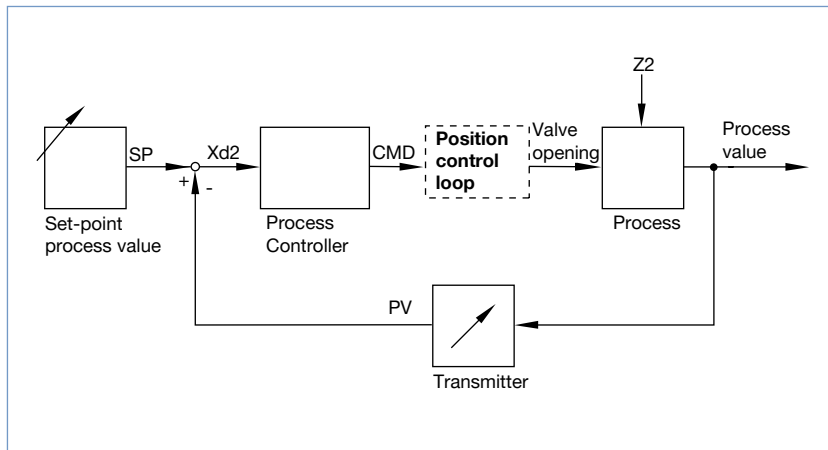 Z2
SP
Xd2
CMD
Position
control
loop
Valve
opening
Process
value
+
-
Set-point
process value
Process
Controller
Process
PV
Transmitter